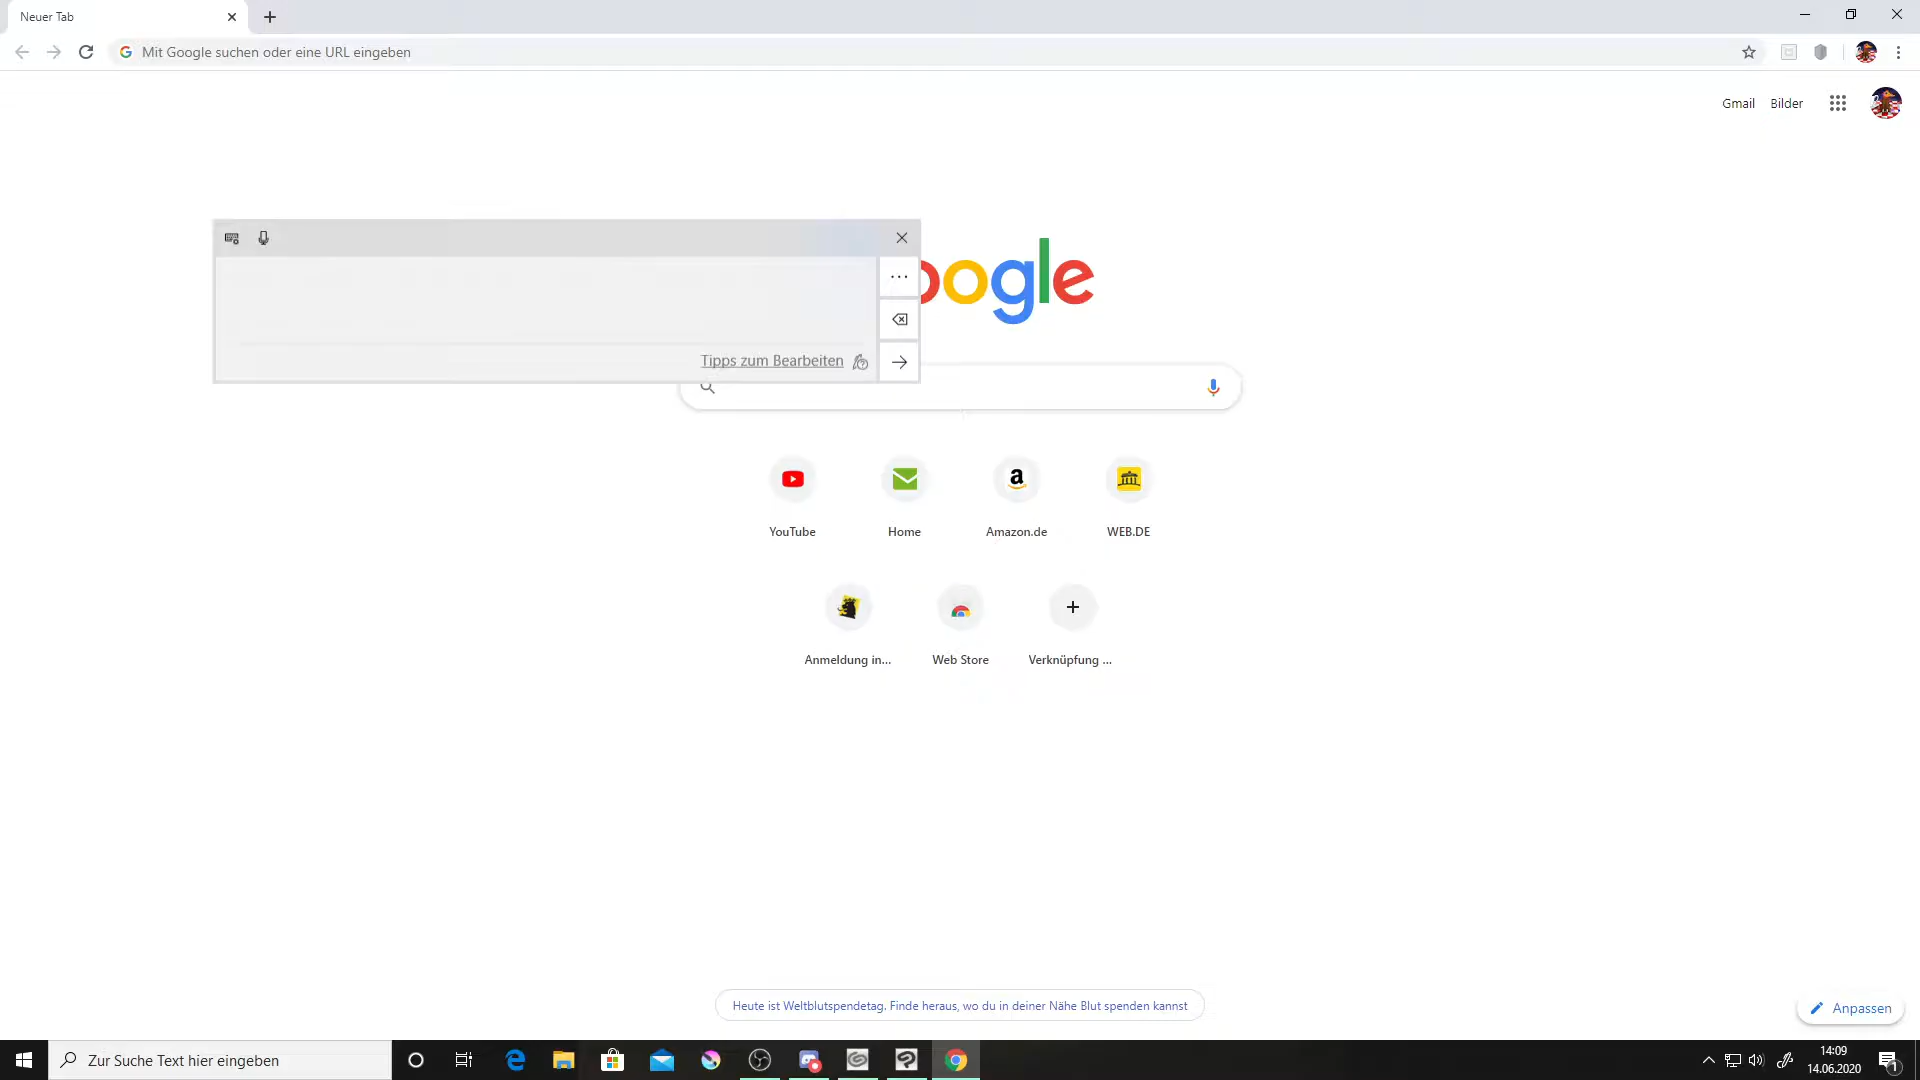 Neuer Tab
Mit Google suchen oder eine URL eingeben
Gmail Bilder
oogle
Tipps zum Bearbeiten
YouTube Home Amazon.de WEB.DE
Anmeldung in... Web Store Verknüpfung ...
Heute ist Weltblutspendetag. Finde heraus, wo du in deiner Nähe Blut spenden kannst
Anpassen
Zur Suche Text hier eingeben
14:09
14.06.2020
1